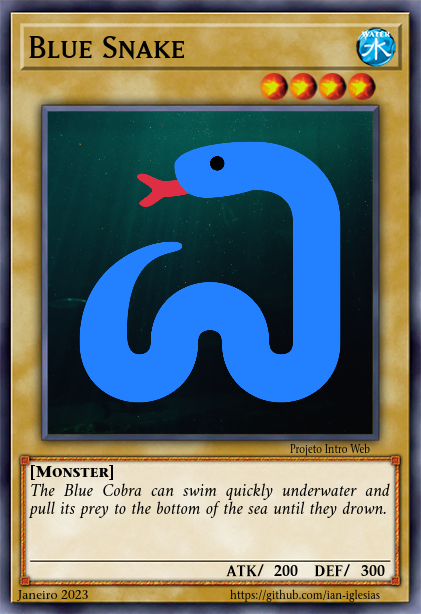 Blue Snake
WATER
水
Projeto Intro Web
[Monster]
The Blue Cobra can swim quickly underwater and
pull its prey to the bottom of the sea until they drown.
ATK/ 200 DEF/ 300
Janeiro 2023 https://github.com/ian-iglesias